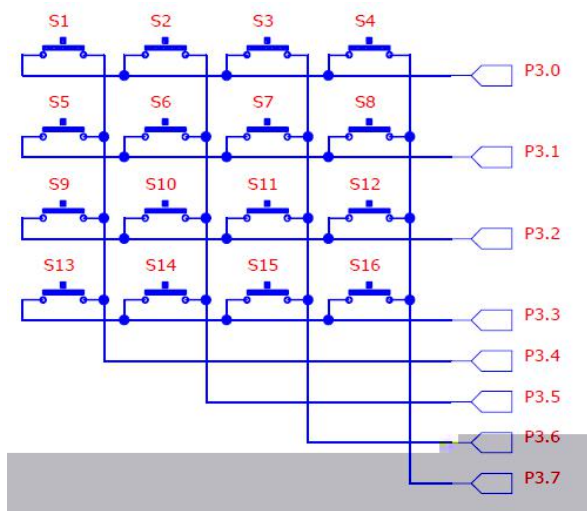 S1 S2 S3 S4
P3.0
S5 S6 S7 S8
P3.1
S9 S10 S11 S12
P3.2
S13 S14 S15 S16
P3.3
P3.4
P3.5
P3.6
P3.7